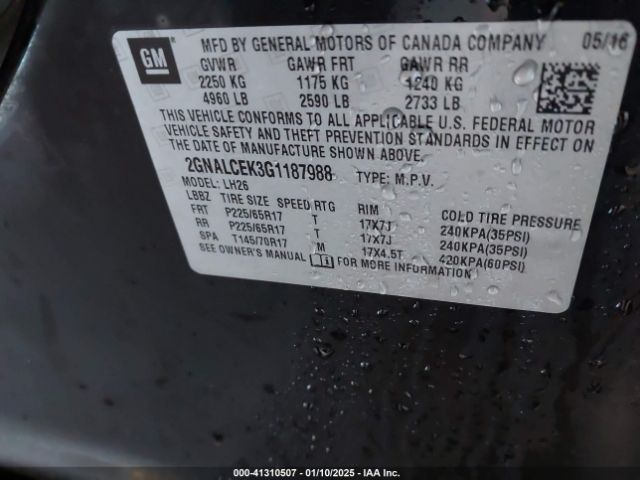 GM
MFD BY GENERAL MOTORS OF CANADA COMPANY 05/16
GVWR GAWR FRT GAWR RR
2250 KG 1175 KG 1240 KG
4960 LB 2590 LB 2733 LB
THIS VEHICLE CONFORMS TO ALL APPLICABLE U.S. FEDERAL MOTOR
VEHICLE SAFETY AND THEFT PREVENTION STANDARDS IN EFFECT ON
THE DATE OF MANUFACTURE SHOWN ABOVE.
2GNALCEK3G1187988 TYPE: M.P.V.
MODEL: LH26
LBBZ TIRE SIZE SPEED RTG RIM COLD TIRE PRESSURE
FRT P225/65R17 T 17X7J 240KPA(35PSI)
RR P225/65R17 T 17X7J 240KPA(35PSI)
SPA T145/70R17 M 17X4.5T 420KPA(60PSI)
SEE OWNER'S MANUAL FOR MORE INFORMATION
000-41310507 - 01/10/2025 - IAA Inc.